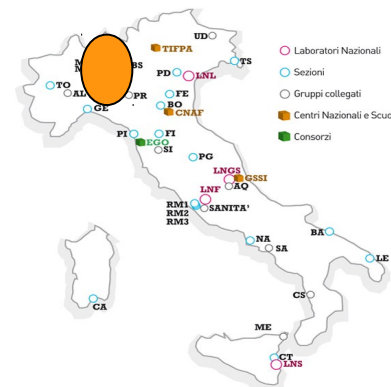 UD
TIFPA
BS
TS
PD
LNL
TO
AL
PR
FE
BO
CNAF
GE
PI
EGO
FI
SI
PG
LNGS
GSSI
AQ
LNF
RM1
RM2
RM3
SANITA'
NA
SA
BA
LE
CS
CA
ME
CT
LNS
Laboratori Nazionali
Sezioni
Gruppi collegati
Centri Nazionali e Scuc
Consorzi